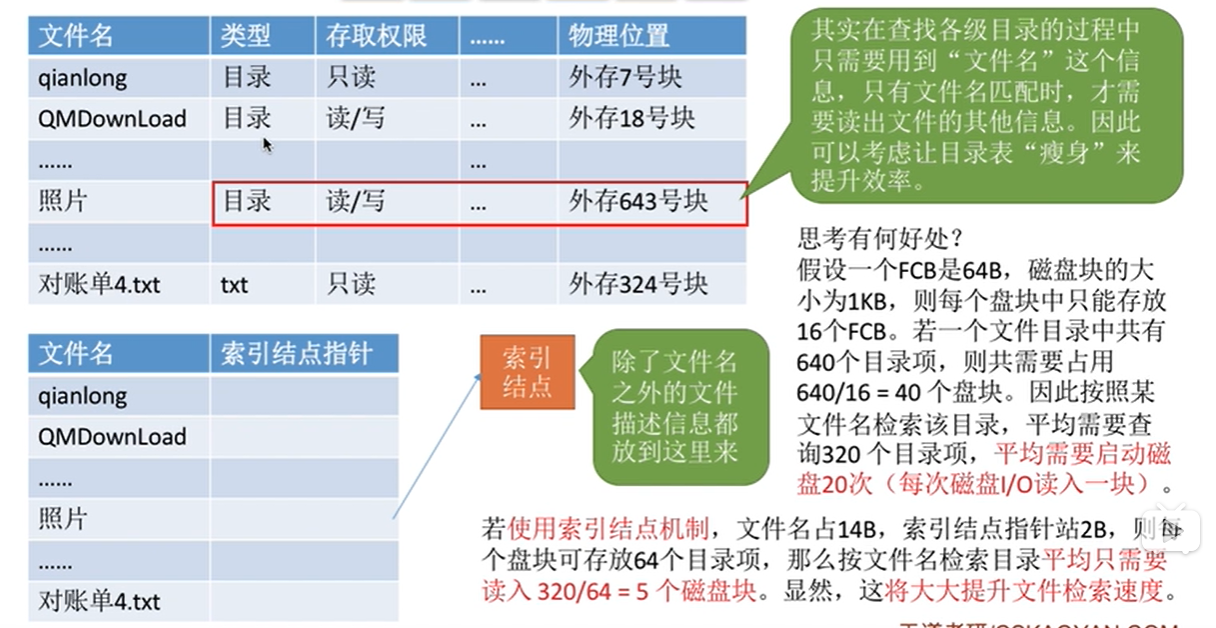 文件名 类型 存取权限 …… 物理位置
qianlong 目录 只读 ... 外存7号块
QMDownLoad 目录 读/写 ... 外存18号块
…… ...
照片 目录 读/写 ... 外存643号块
……
对账单4.txt txt 只读 ... 外存324号块
其实在查找各级目录的过程中
只需要用到“文件名”这个信
息，只有文件名匹配时，才需
要读出文件的其他信息。因此
可以考虑让目录表“瘦身”来
提升效率。
文件名 索引结点指针
qianlong
QMDownLoad
……
照片
……
对账单4.txt
索引
结点
除了文件名
之外的文件
描述信息都
放到这里来
思考有何好处？
假设一个FCB是64B，磁盘块的大
小为1KB，则每个盘块中只能存放
16个FCB。若一个文件目录中共有
640个目录项，则共需要占用
640/16 = 40 个盘块。因此按照某
文件名检索该目录，平均需要查
询320 个目录项，平均需要启动磁
盘20次（每次磁盘I/O读入一块）。
若使用索引结点机制，文件名占14B，索引结点指针站2B，则每
个盘块可存放64个目录项，那么按文件名检索目录平均只需要
读入 320/64 = 5 个磁盘块。显然，这将大大提升文件检索速度。